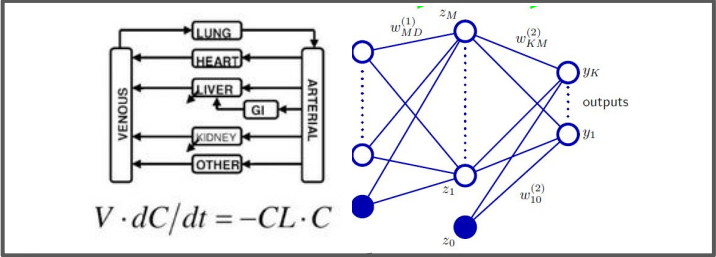 LUNG
HEART
LIVER
GI
KIDNEY
OTHER
VENOUS
ARTERIAL
V · dC/dt = −CL · C
w_{MD}^{(1)}
z_M
w_{KM}^{(2)}
y_K
outputs
y_1
z_1
w_{10}^{(2)}
z_0